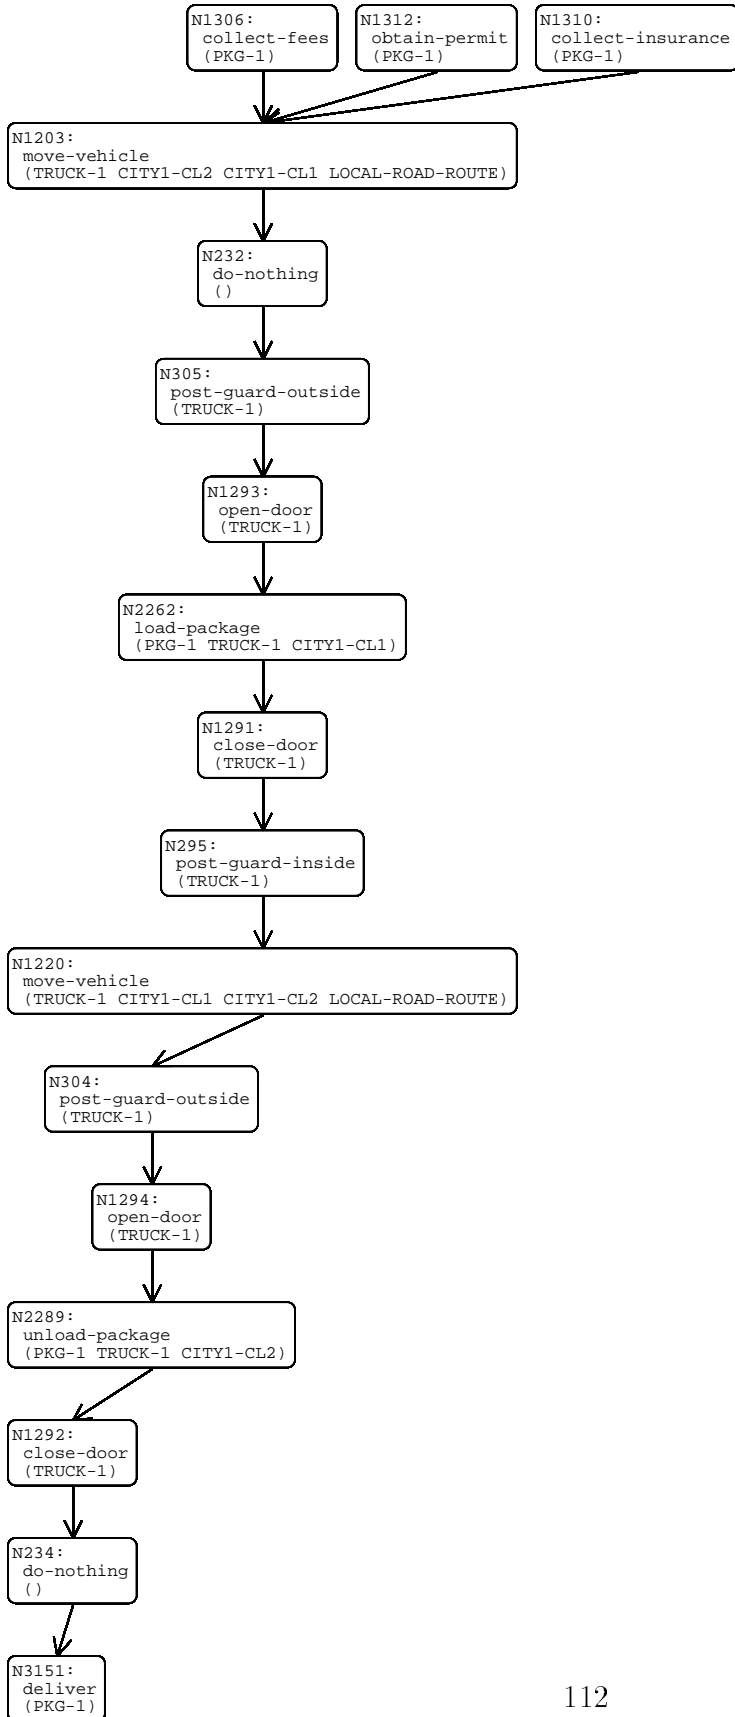 N1306:
collect-fees
(PKG-1)
N1312:
obtain-permit
(PKG-1)
N1310:
collect-insurance
(PKG-1)
N1203:
move-vehicle
(TRUCK-1 CITY1-CL2 CITY1-CL1 LOCAL-ROAD-ROUTE)
N232:
do-nothing
()
N305:
post-guard-outside
(TRUCK-1)
N1293:
open-door
(TRUCK-1)
N2262:
load-package
(PKG-1 TRUCK-1 CITY1-CL1)
N1291:
close-door
(TRUCK-1)
N295:
post-guard-inside
(TRUCK-1)
N1220:
move-vehicle
(TRUCK-1 CITY1-CL1 CITY1-CL2 LOCAL-ROAD-ROUTE)
N304:
post-guard-outside
(TRUCK-1)
N1294:
open-door
(TRUCK-1)
N2289:
unload-package
(PKG-1 TRUCK-1 CITY1-CL2)
N1292:
close-door
(TRUCK-1)
N234:
do-nothing
()
N3151:
deliver
(PKG-1)
112